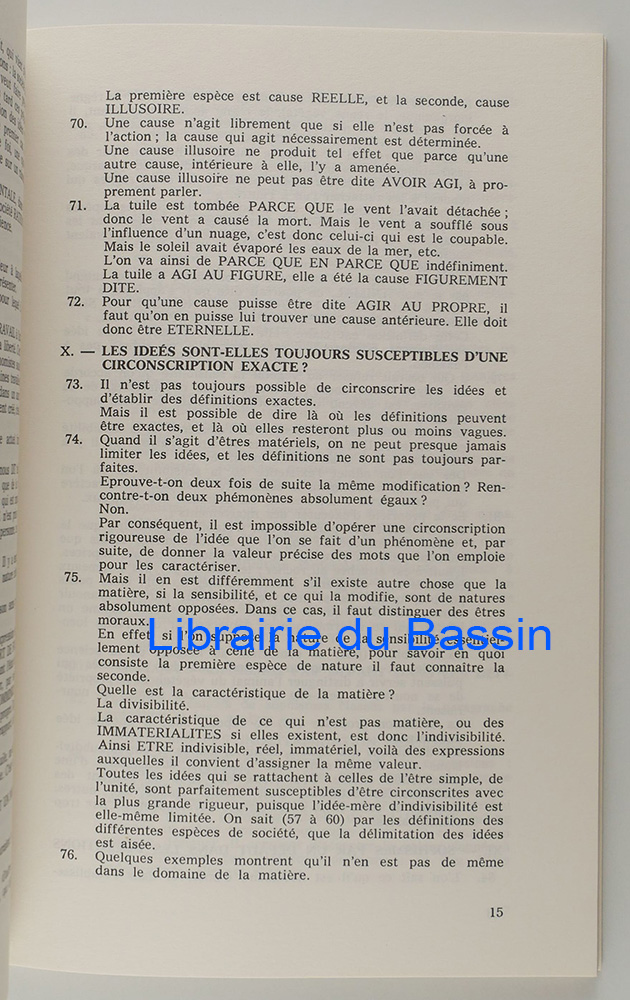 La première espèce est cause REELLE, et la seconde, cause
ILLUSOIRE.
70. Une cause n'agit librement que si elle n'est pas forcée à
l'action ; la cause qui agit nécessairement est déterminée.
Une cause illusoire ne produit tel effet que parce qu'une
autre cause, intérieure à elle, l'y a amenée.
Une cause illusoire ne peut pas être dite AVOIR AGI, à pro-
prement parler.
71. La tuile est tombée PARCE QUE le vent l'avait détachée ;
donc le vent a causé la mort. Mais le vent a soufflé sous
l'influence d'un nuage, c'est donc celui-ci qui est le coupable.
Mais le soleil avait évaporé les eaux de la mer, etc.
L'on va ainsi de PARCE QUE EN PARCE QUE indéfiniment.
La tuile a AGI AU FIGURE, elle a été la cause FIGUREMENT
DITE.
72. Pour qu'une cause puisse être dite AGIR AU PROPRE, il
faut qu'on en puisse lui trouver une cause antérieure. Elle doit
donc être ETERNELLE.
X. — LES IDEÉS SONT-ELLES TOUJOURS SUSCEPTIBLES D'UNE
CIRCONSCRIPTION EXACTE ?
73. Il n'est pas toujours possible de circonscrire les idées et
d'établir des définitions exactes.
Mais il est possible de dire là où les définitions peuvent
être exactes, et là où elles resteront plus ou moins vagues.
74. Quand il s'agit d'êtres matériels, on ne peut presque jamais
limiter les idées, et les définitions ne sont pas toujours par-
faites.
Eprouve-t-on deux fois de suite la même modification ? Ren-
contre-t-on deux phémonènes absolument égaux ?
Non.
Par conséquent, il est impossible d'opérer une circonscription
rigoureuse de l'idée que l'on se fait d'un phénomène et, par
suite, de donner la valeur précise des mots que l'on emploie
pour les caractériser.
75. Mais il en est différemment s'il existe autre chose que la
matière, si la sensibilité, et ce qui la modifie, sont de natures
absolument opposées. Dans ce cas, il faut distinguer des êtres
moraux.
Librairie du Bassin
En effet, si l'on suppose la nature de la sensibilité essentiel-
lement opposée à celle de la matière, pour savoir en quoi
consiste la première espèce de nature il faut connaître la
seconde.
Quelle est la caractéristique de la matière ?
La divisibilité.
La caractéristique de ce qui n'est pas matière, ou des
IMMATERIALITES si elles existent, est donc l'indivisibilité.
Ainsi ETRE indivisible, réel, immatériel, voilà des expressions
auxquelles il convient d'assigner la même valeur.
Toutes les idées qui se rattachent à celles de l'être simple, de
l'unité, sont parfaitement susceptibles d'être circonscrites avec
la plus grande rigueur, puisque l'idée-mère d'indivisibilité est
elle-même limitée. On sait (57 à 60) par les définitions des
différentes espèces de société, que la délimitation des idées
est aisée.
76. Quelques exemples montrent qu'il n'en est pas de même
dans le domaine de la matière.
15